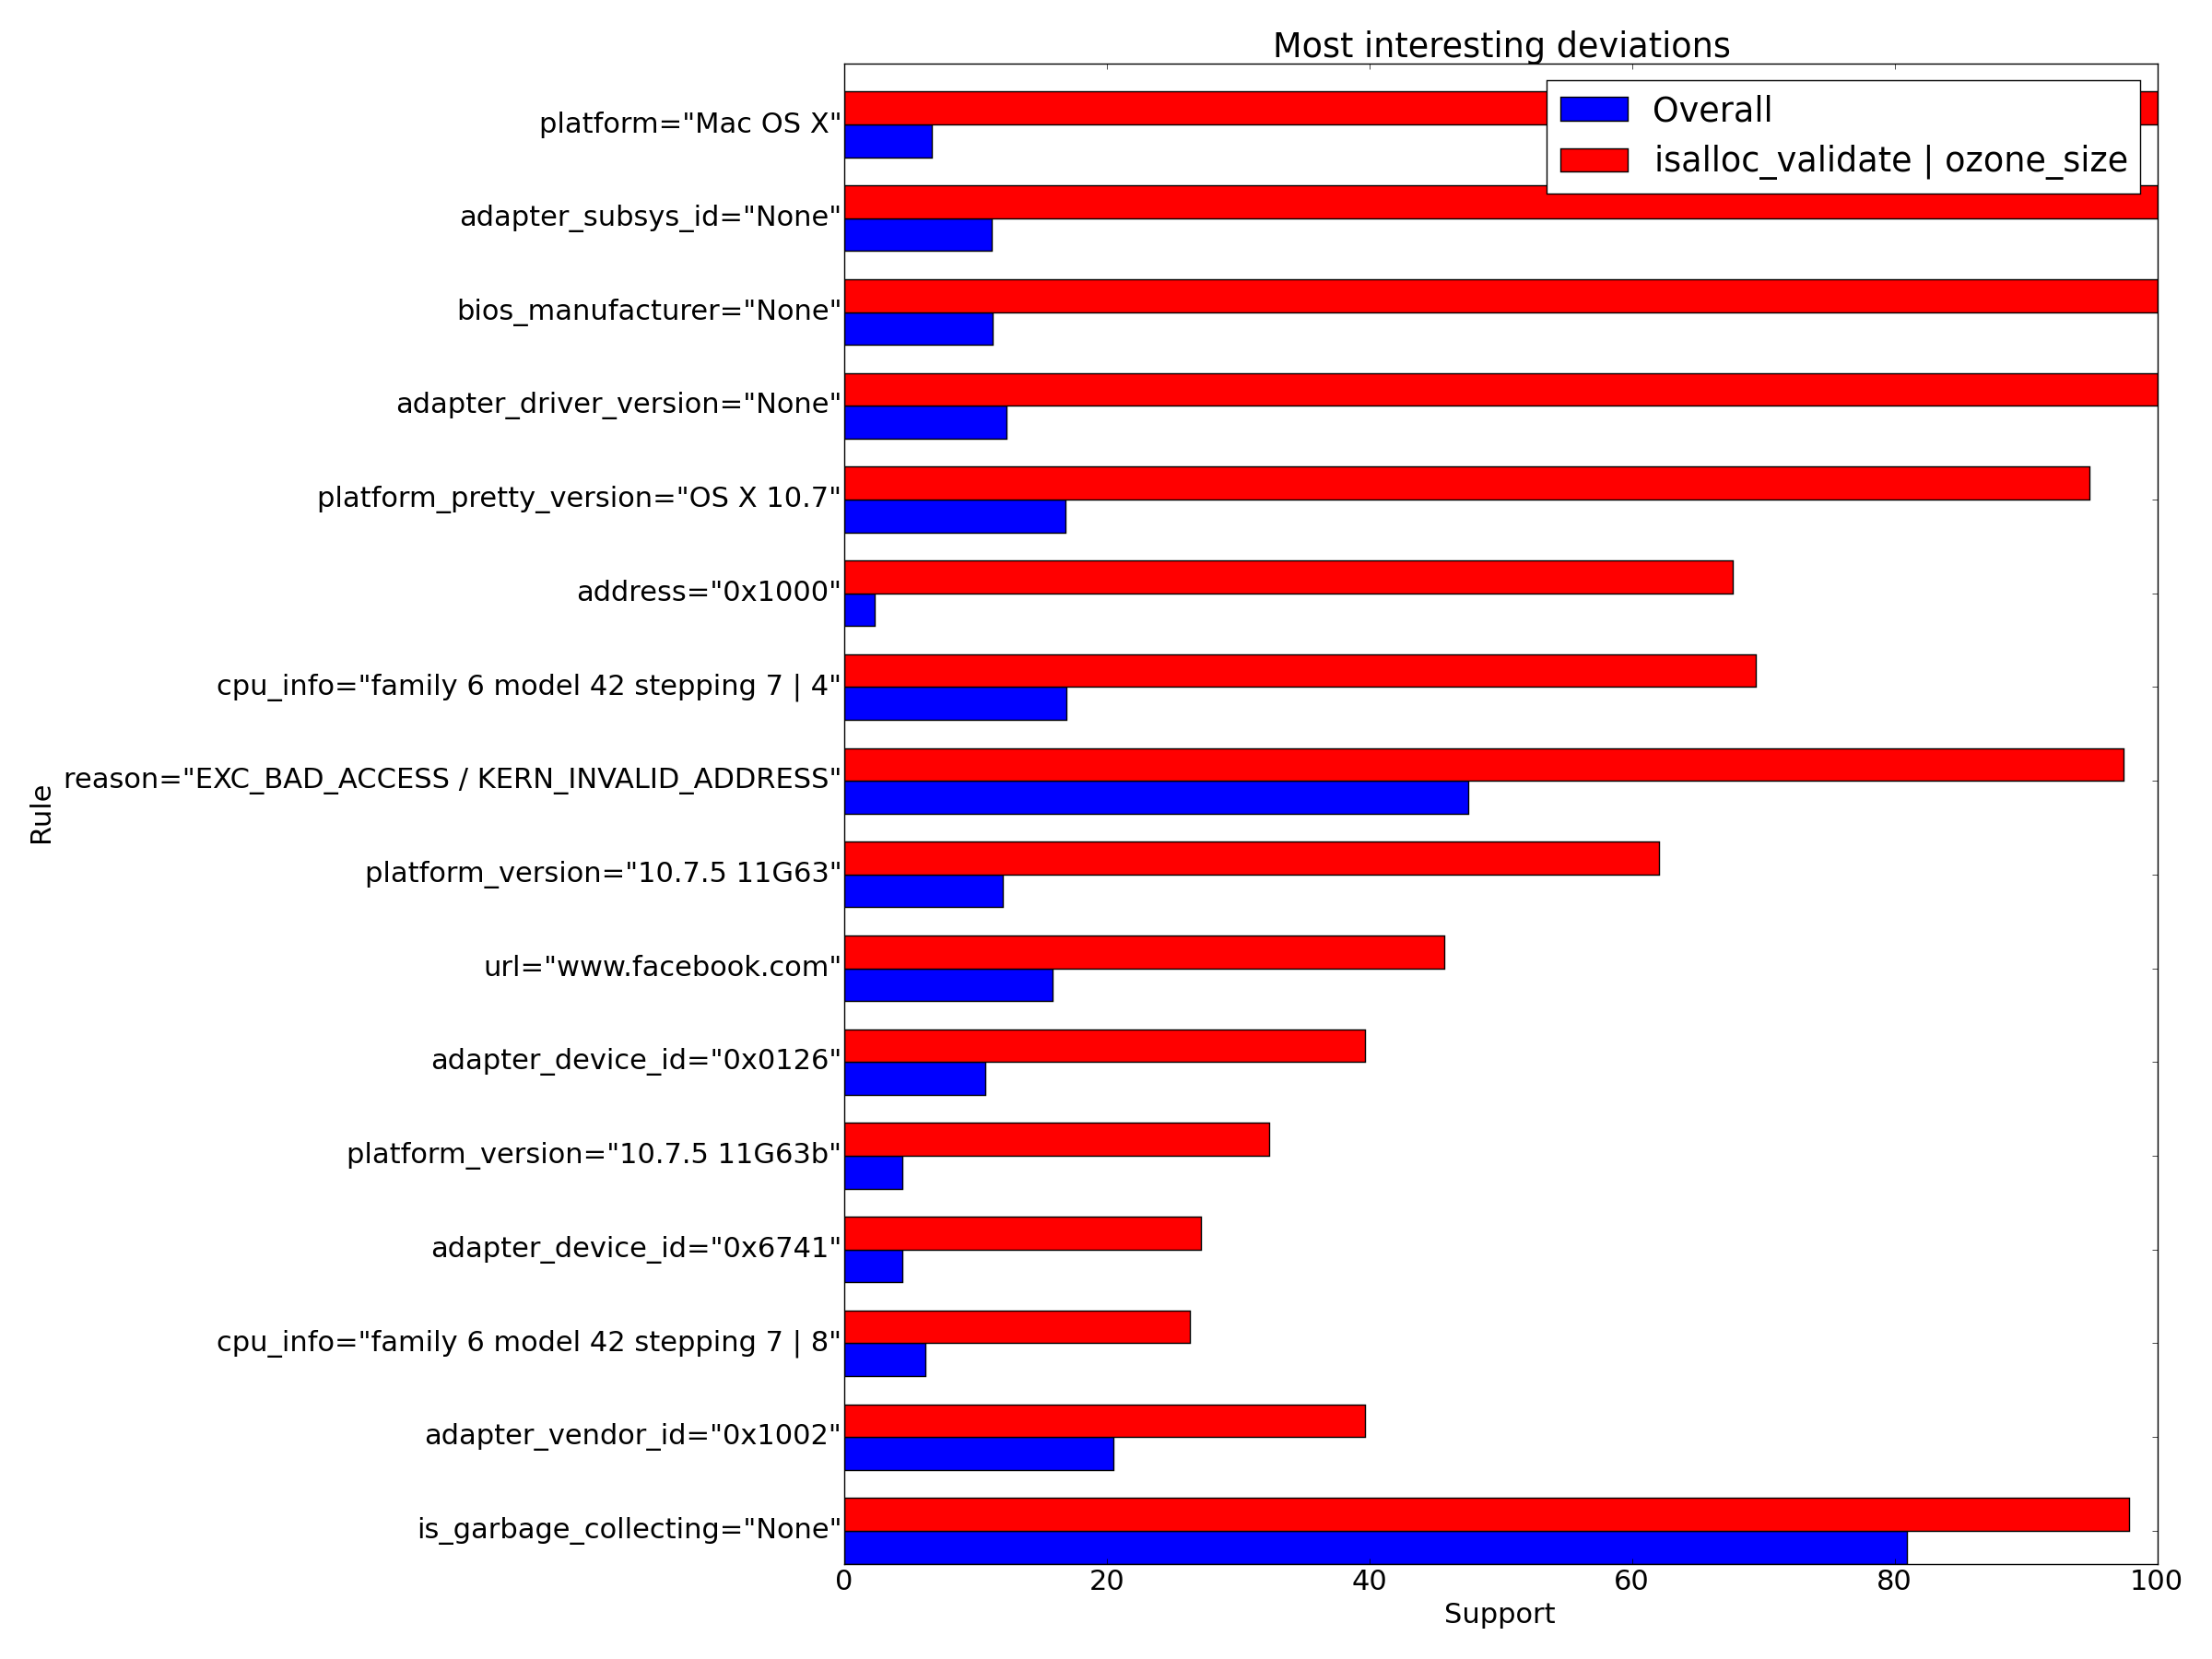 Most interesting deviations
Overall
isalloc_validate | ozone_size
platform="Mac OS X"
adapter_subsys_id="None"
bios_manufacturer="None"
adapter_driver_version="None"
platform_pretty_version="OS X 10.7"
address="0x1000"
cpu_info="family 6 model 42 stepping 7 | 4"
reason="EXC_BAD_ACCESS / KERN_INVALID_ADDRESS"
platform_version="10.7.5 11G63"
url="www.facebook.com"
adapter_device_id="0x0126"
platform_version="10.7.5 11G63b"
adapter_device_id="0x6741"
cpu_info="family 6 model 42 stepping 7 | 8"
adapter_vendor_id="0x1002"
is_garbage_collecting="None"
Rule
0 20 40 60 80 100
Support